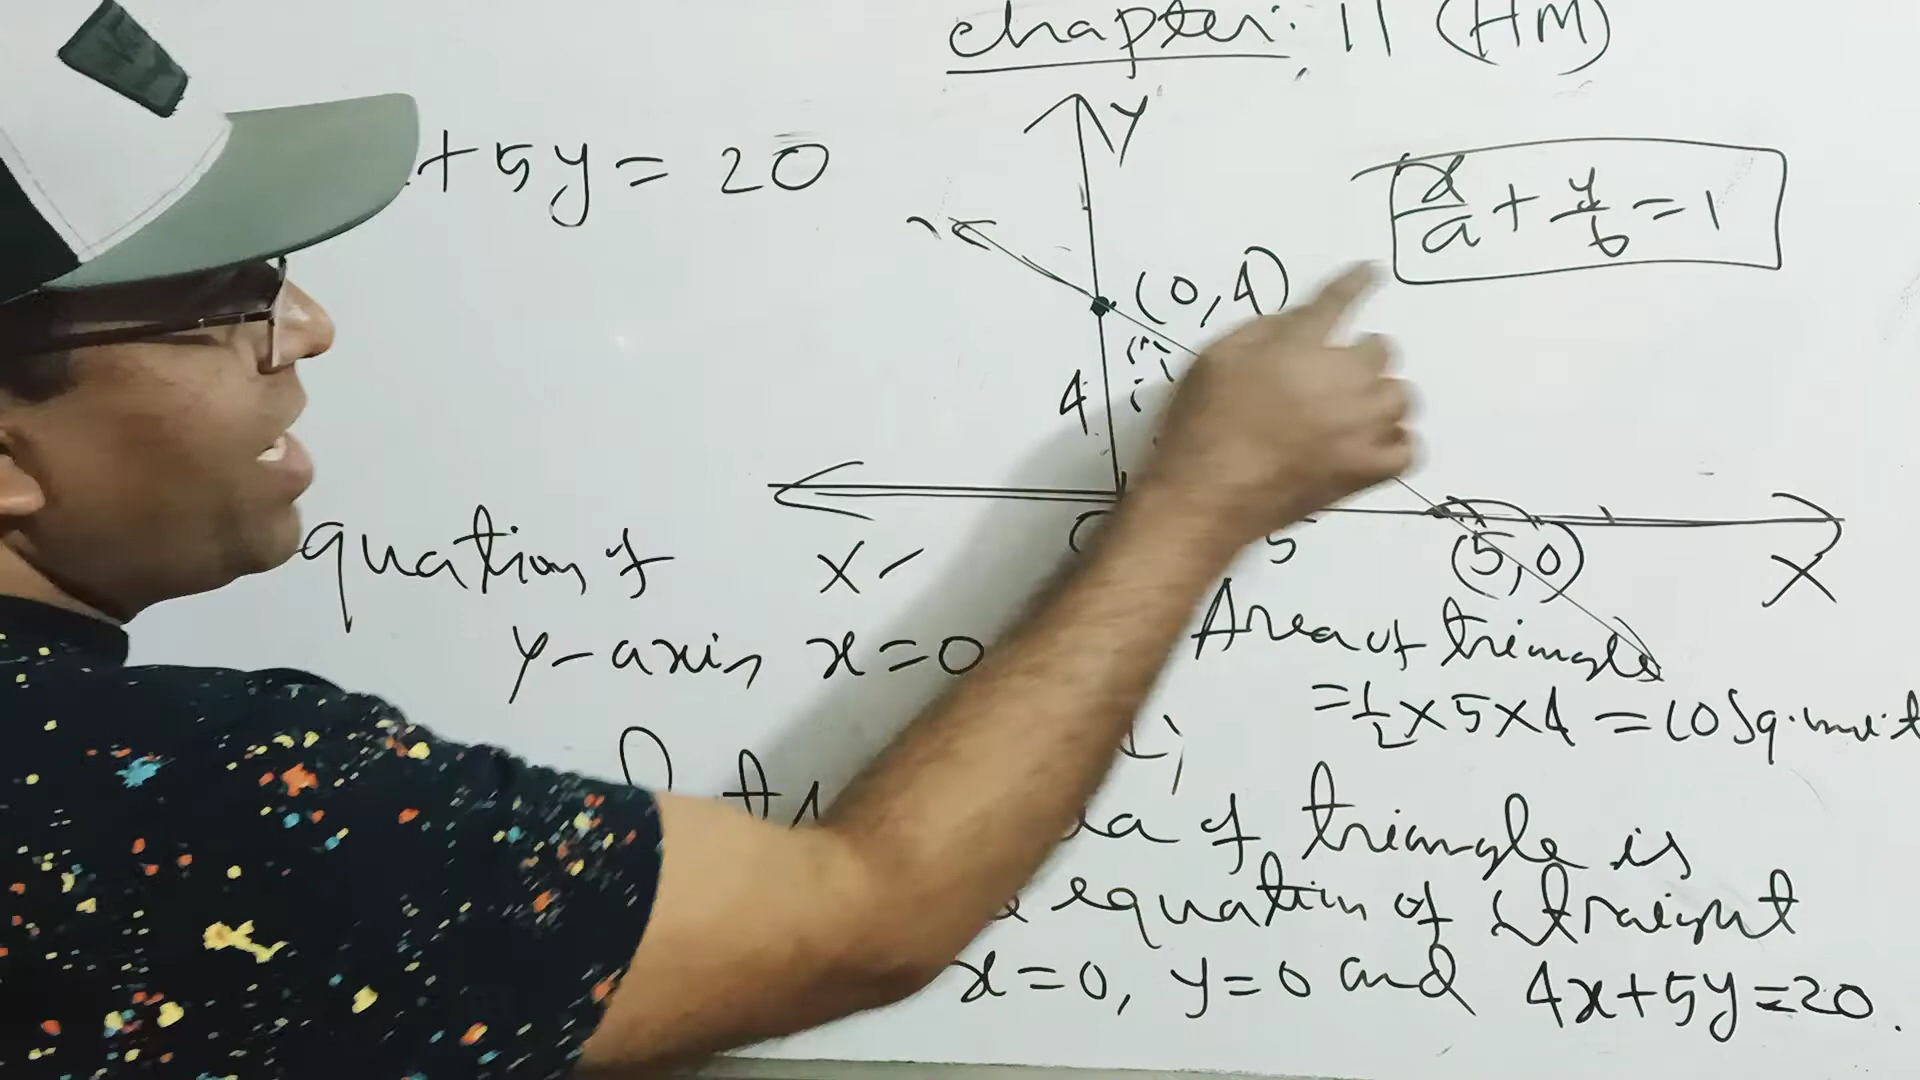 chapter: 11 (HM)
+ 5y = 20
Y
x/a + y/b = 1
(0,4)
4
5
(5,0)
X
quation of
X-
y-axis, x=0
Area of triangle
= 1/2 × 5 × 4 = 10 sq. unit
of triangle is
equation of straight
x=0, y=0 and 4x+5y=20.